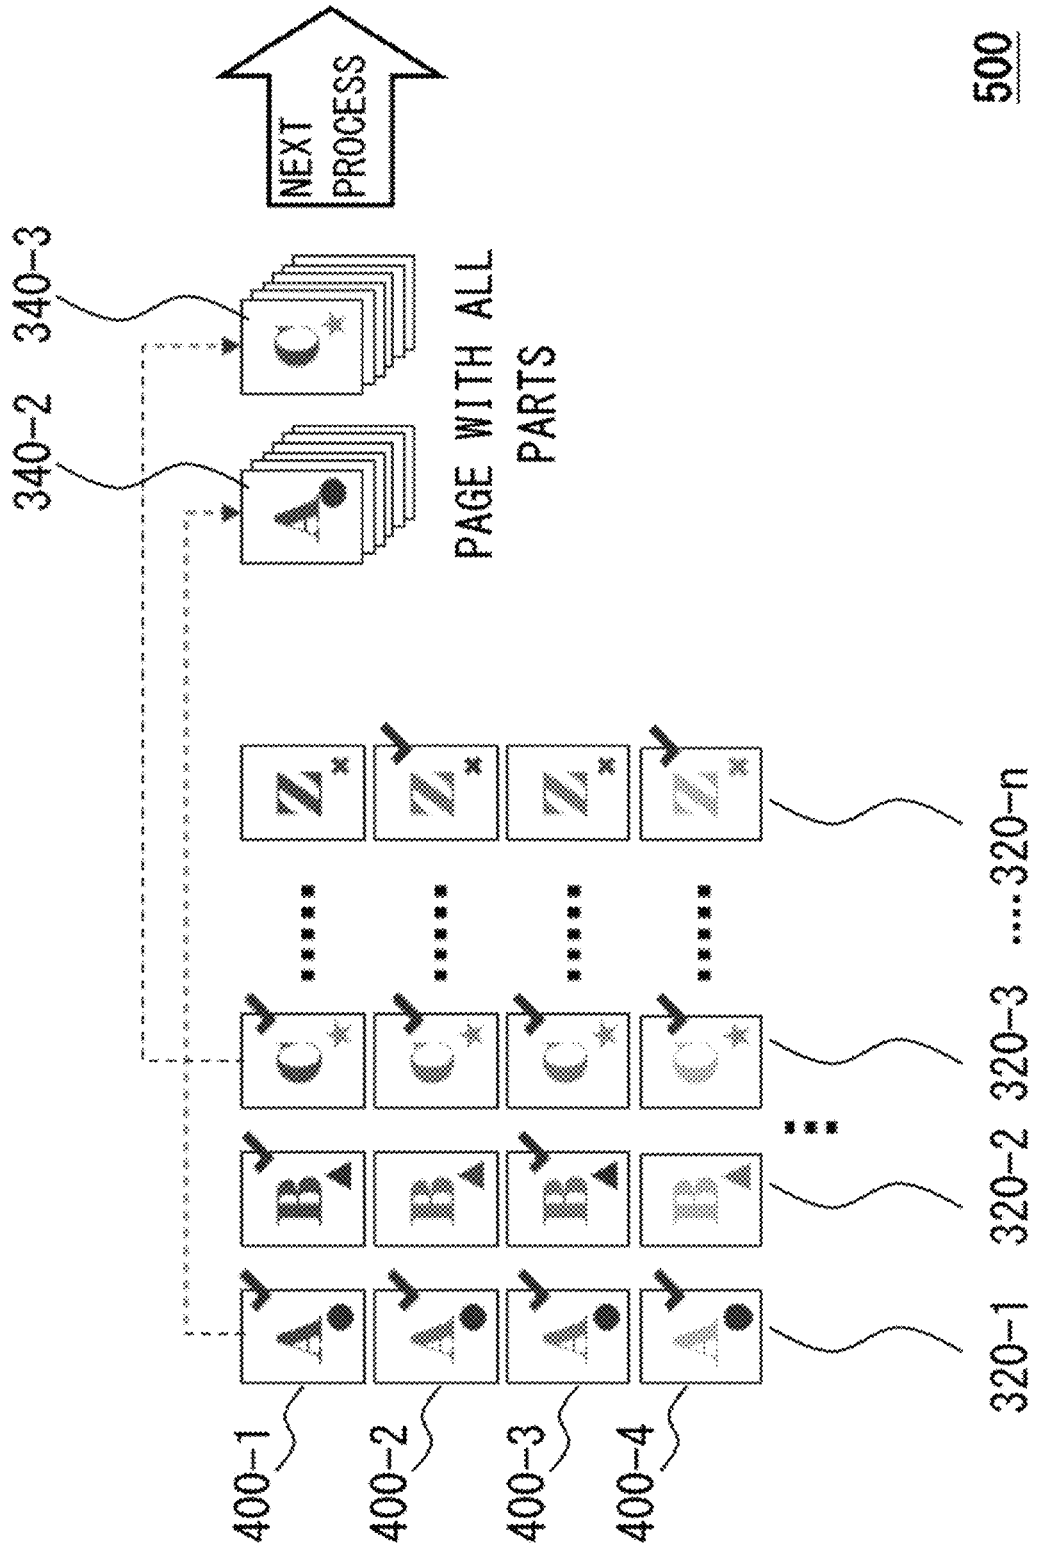 340-2
340-3
A
C
NEXT
PROCESS
PAGE WITH ALL
PARTS
400-1
A
B
C
Z
400-2
A
B
C
Z
400-3
A
B
C
Z
400-4
A
B
C
Z
320-1
320-2
320-3
320-n
500